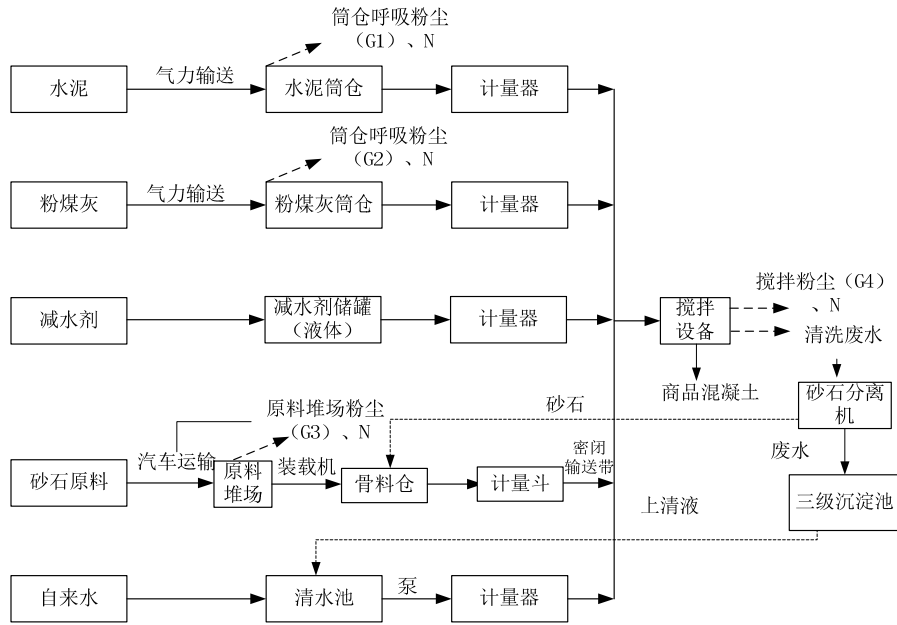 筒仓呼吸粉尘
（G1）、N
水泥
气力输送
水泥筒仓
计量器
筒仓呼吸粉尘
（G2）、N
粉煤灰
气力输送
粉煤灰筒仓
计量器
减水剂
减水剂储罐
（液体）
计量器
搅拌
设备
搅拌粉尘（G4）
、N
清洗废水
商品混凝土
砂石分离
机
砂石
废水
三级沉淀池
原料堆场粉尘
（G3）、N
砂石原料
汽车运输
原料
堆场
装载机
骨料仓
计量斗
密闭
输送带
上清液
自来水
清水池
泵
计量器